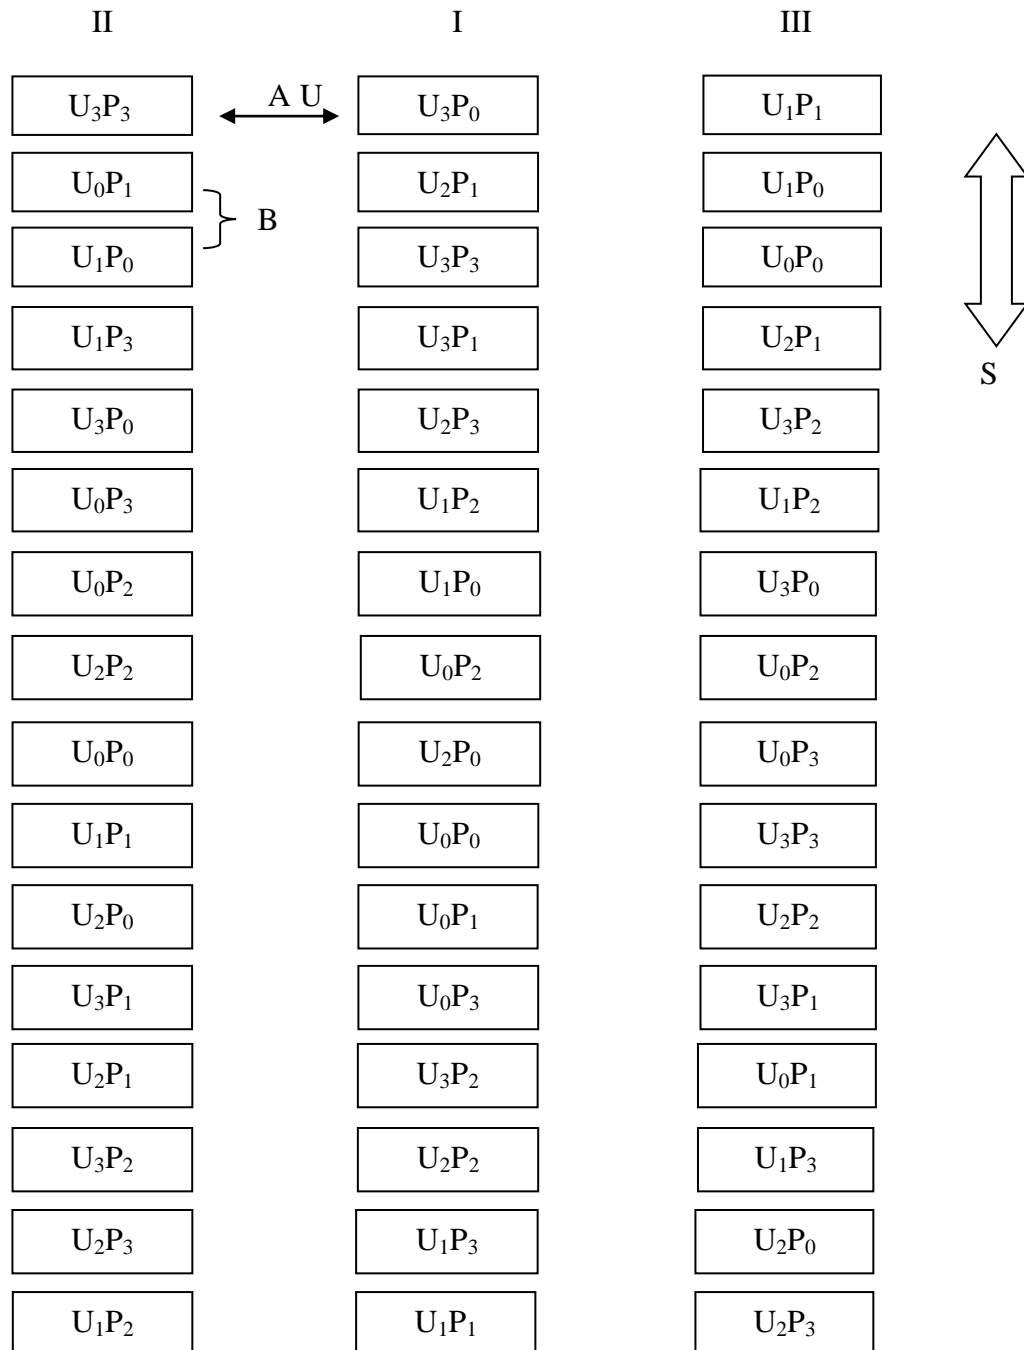 II I III
U₃P₃ A U U₃P₀ U₁P₁
U₀P₁ U₂P₁ U₁P₀
B
U₁P₀ U₃P₃ U₀P₀
U₁P₃ U₃P₁ U₂P₁
S
U₃P₀ U₂P₃ U₃P₂
U₀P₃ U₁P₂ U₁P₂
U₀P₂ U₁P₀ U₃P₀
U₂P₂ U₀P₂ U₀P₂
U₀P₀ U₂P₀ U₀P₃
U₁P₁ U₀P₀ U₃P₃
U₂P₀ U₀P₁ U₂P₂
U₃P₁ U₀P₃ U₃P₁
U₂P₁ U₃P₂ U₀P₁
U₃P₂ U₂P₂ U₁P₃
U₂P₃ U₁P₃ U₂P₀
U₁P₂ U₁P₁ U₂P₃